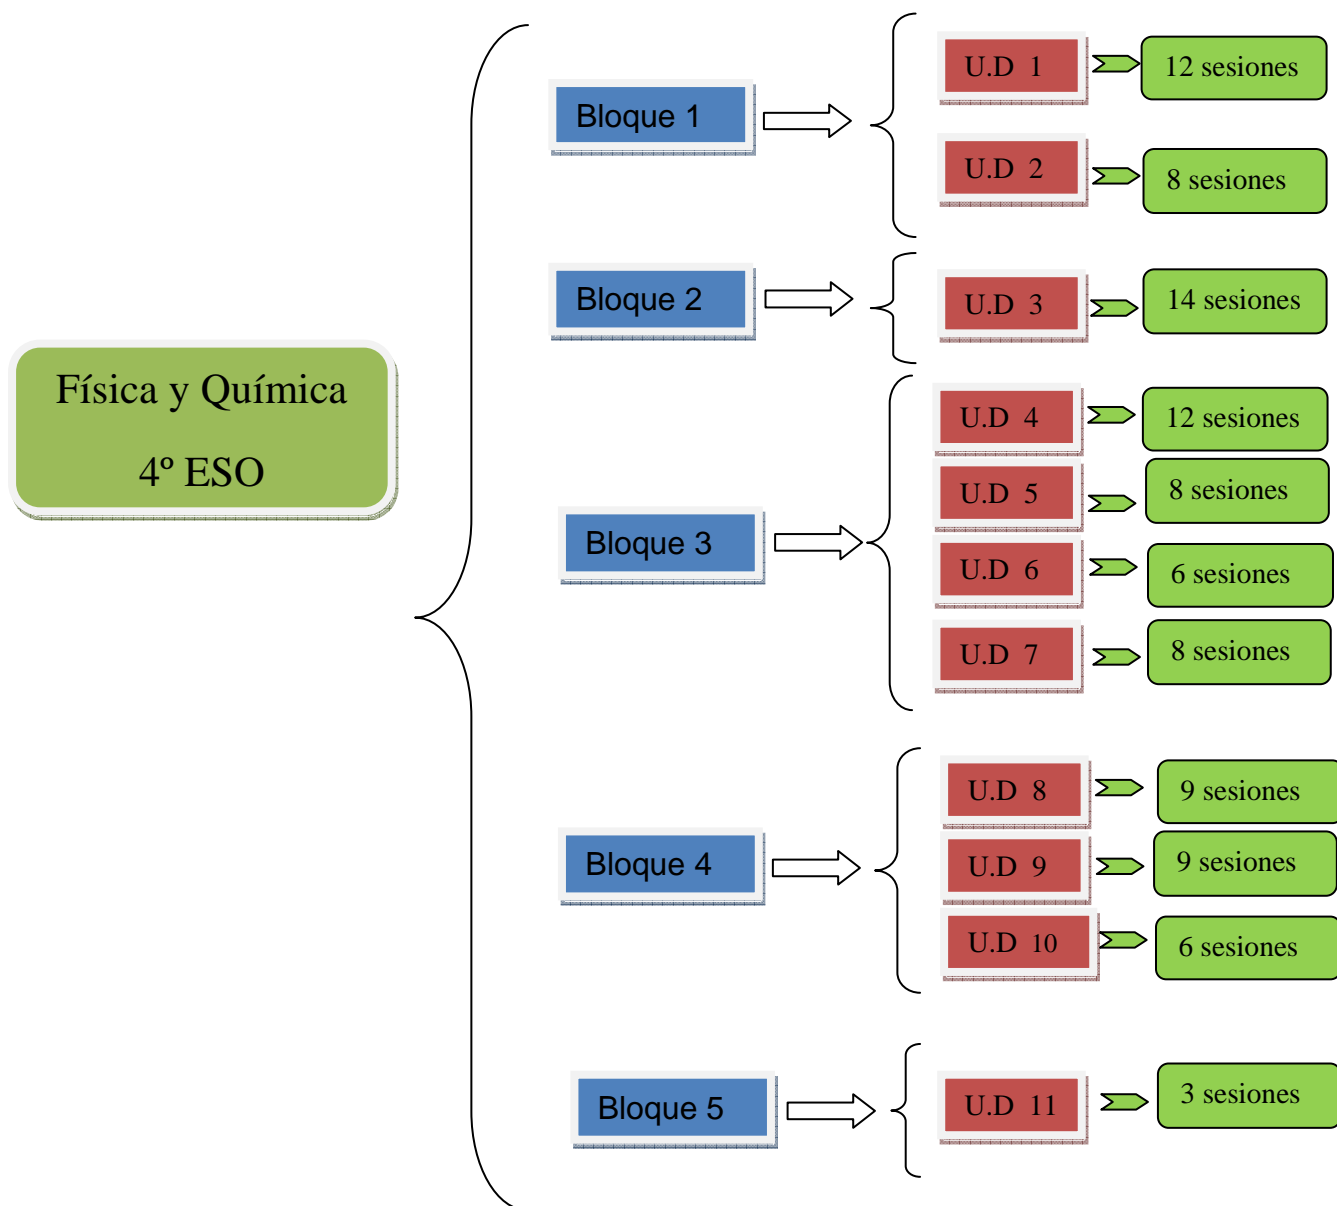 Física y Química
4º ESO
Bloque 1
U.D 1
12 sesiones
U.D 2
8 sesiones
Bloque 2
U.D 3
14 sesiones
Bloque 3
U.D 4
12 sesiones
U.D 5
8 sesiones
U.D 6
6 sesiones
U.D 7
8 sesiones
Bloque 4
U.D 8
9 sesiones
U.D 9
9 sesiones
U.D 10
6 sesiones
Bloque 5
U.D 11
3 sesiones